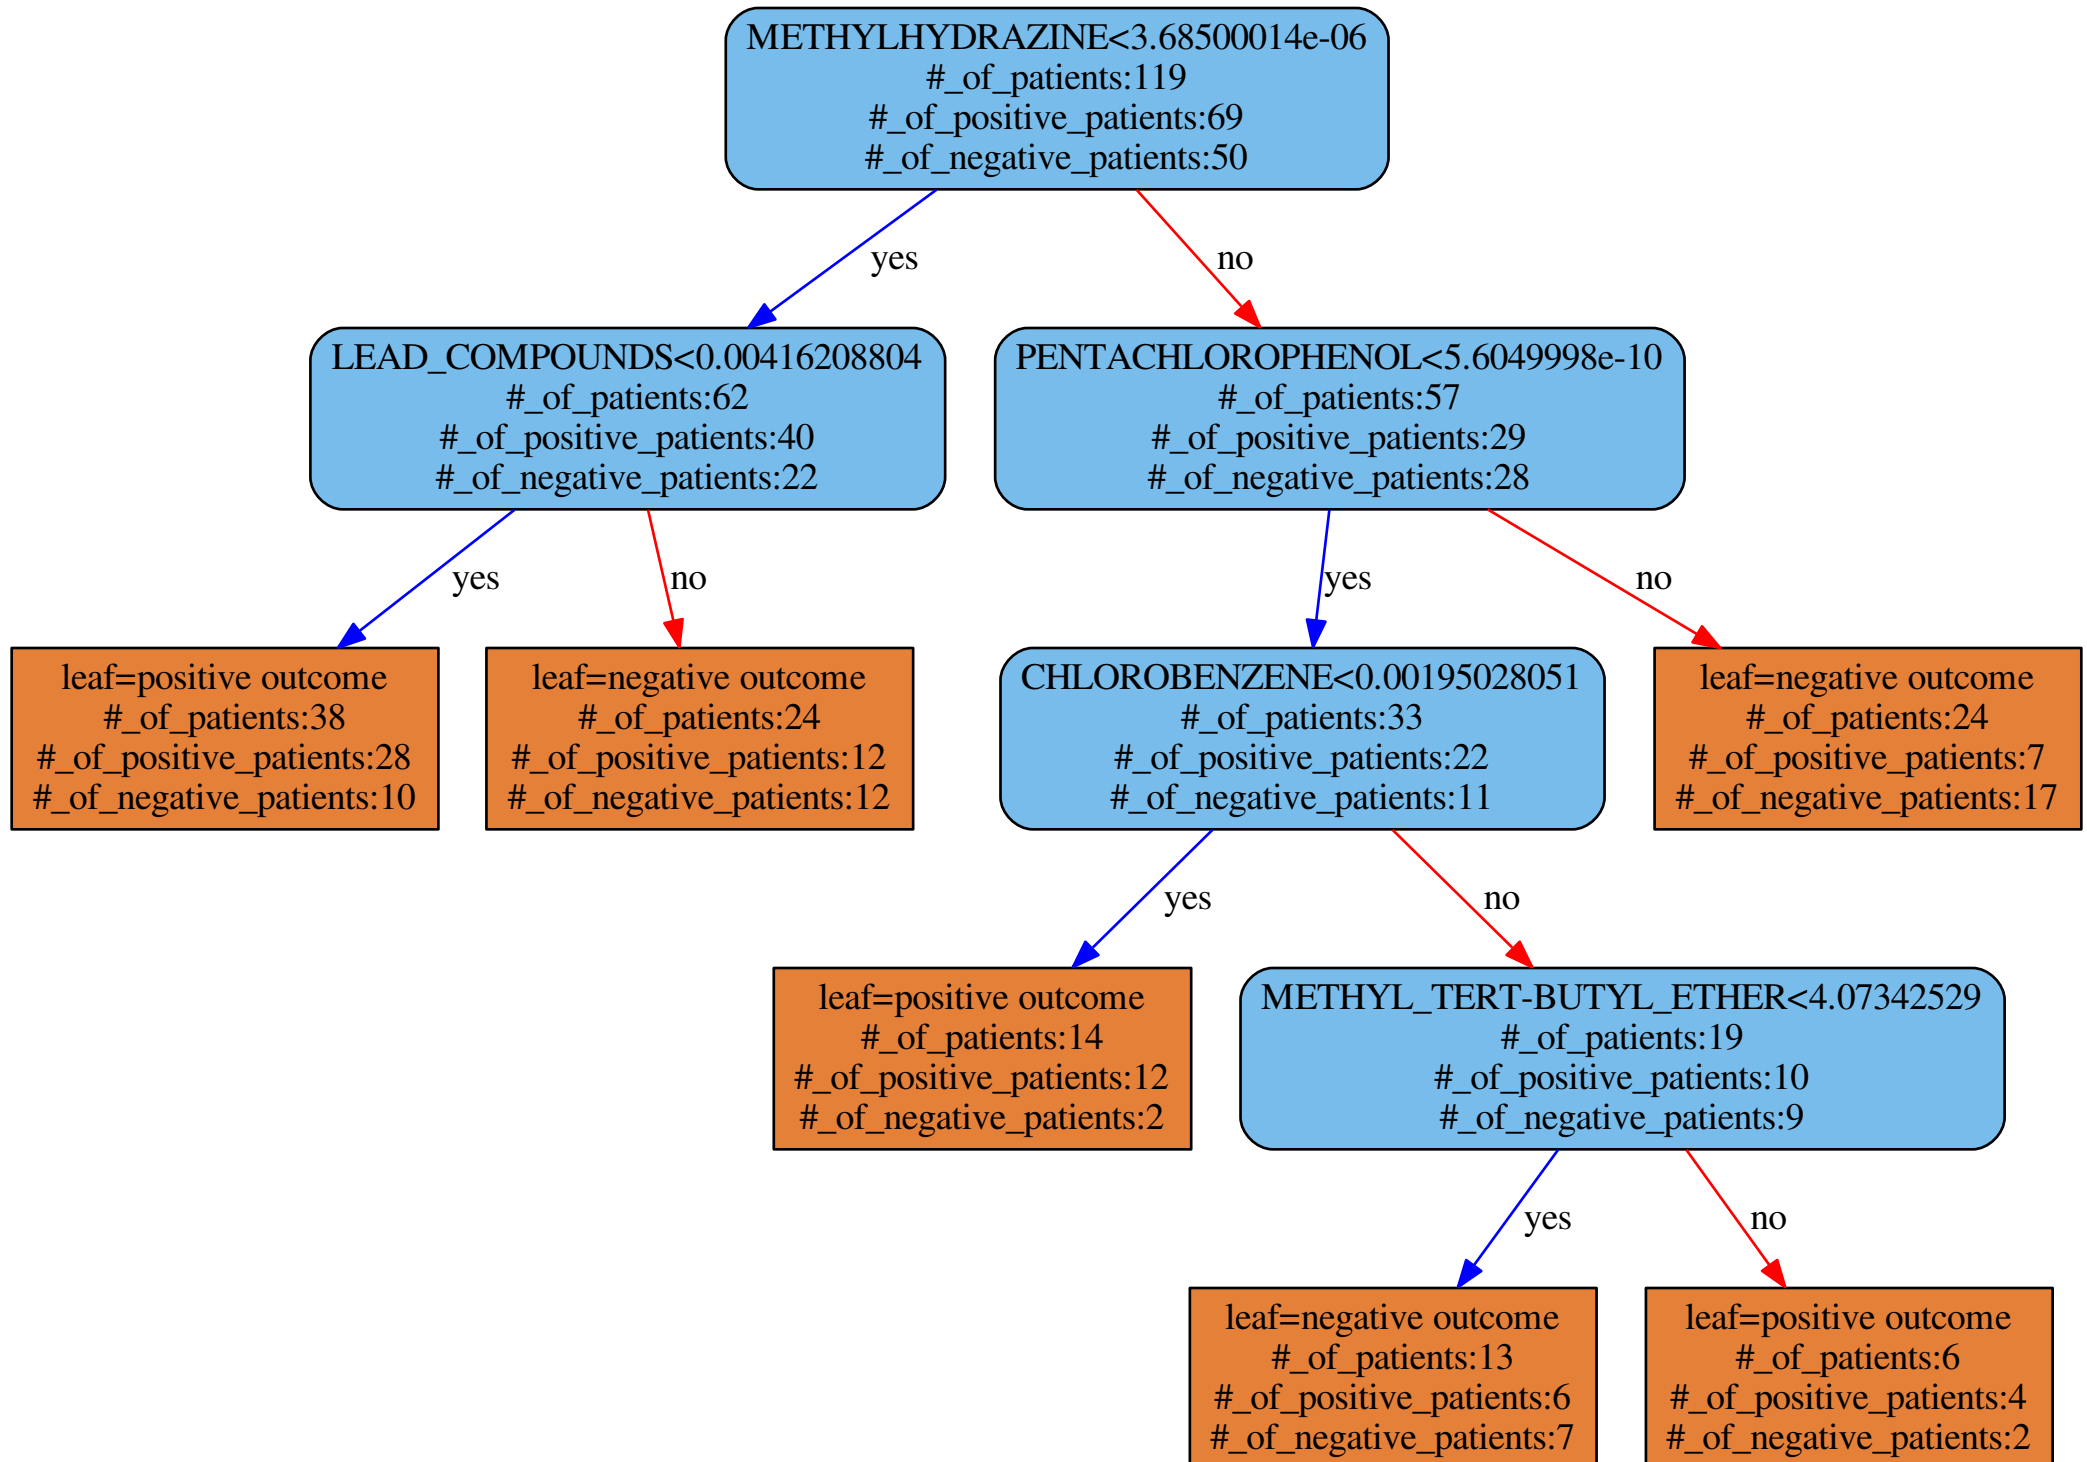 METHYLHYDRAZINE<3.68500014e-06
#_of_patients:119
#_of_positive_patients:69
#_of_negative_patients:50
yes
no
LEAD_COMPOUNDS<0.00416208804
#_of_patients:62
#_of_positive_patients:40
#_of_negative_patients:22
PENTACHLOROPHENOL<5.6049998e-10
#_of_patients:57
#_of_positive_patients:29
#_of_negative_patients:28
yes
no
yes
no
leaf=positive outcome
#_of_patients:38
#_of_positive_patients:28
#_of_negative_patients:10
leaf=negative outcome
#_of_patients:24
#_of_positive_patients:12
#_of_negative_patients:12
CHLOROBENZENE<0.00195028051
#_of_patients:33
#_of_positive_patients:22
#_of_negative_patients:11
leaf=negative outcome
#_of_patients:24
#_of_positive_patients:7
#_of_negative_patients:17
yes
no
leaf=positive outcome
#_of_patients:14
#_of_positive_patients:12
#_of_negative_patients:2
METHYL_TERT-BUTYL_ETHER<4.07342529
#_of_patients:19
#_of_positive_patients:10
#_of_negative_patients:9
yes
no
leaf=negative outcome
#_of_patients:13
#_of_positive_patients:6
#_of_negative_patients:7
leaf=positive outcome
#_of_patients:6
#_of_positive_patients:4
#_of_negative_patients:2